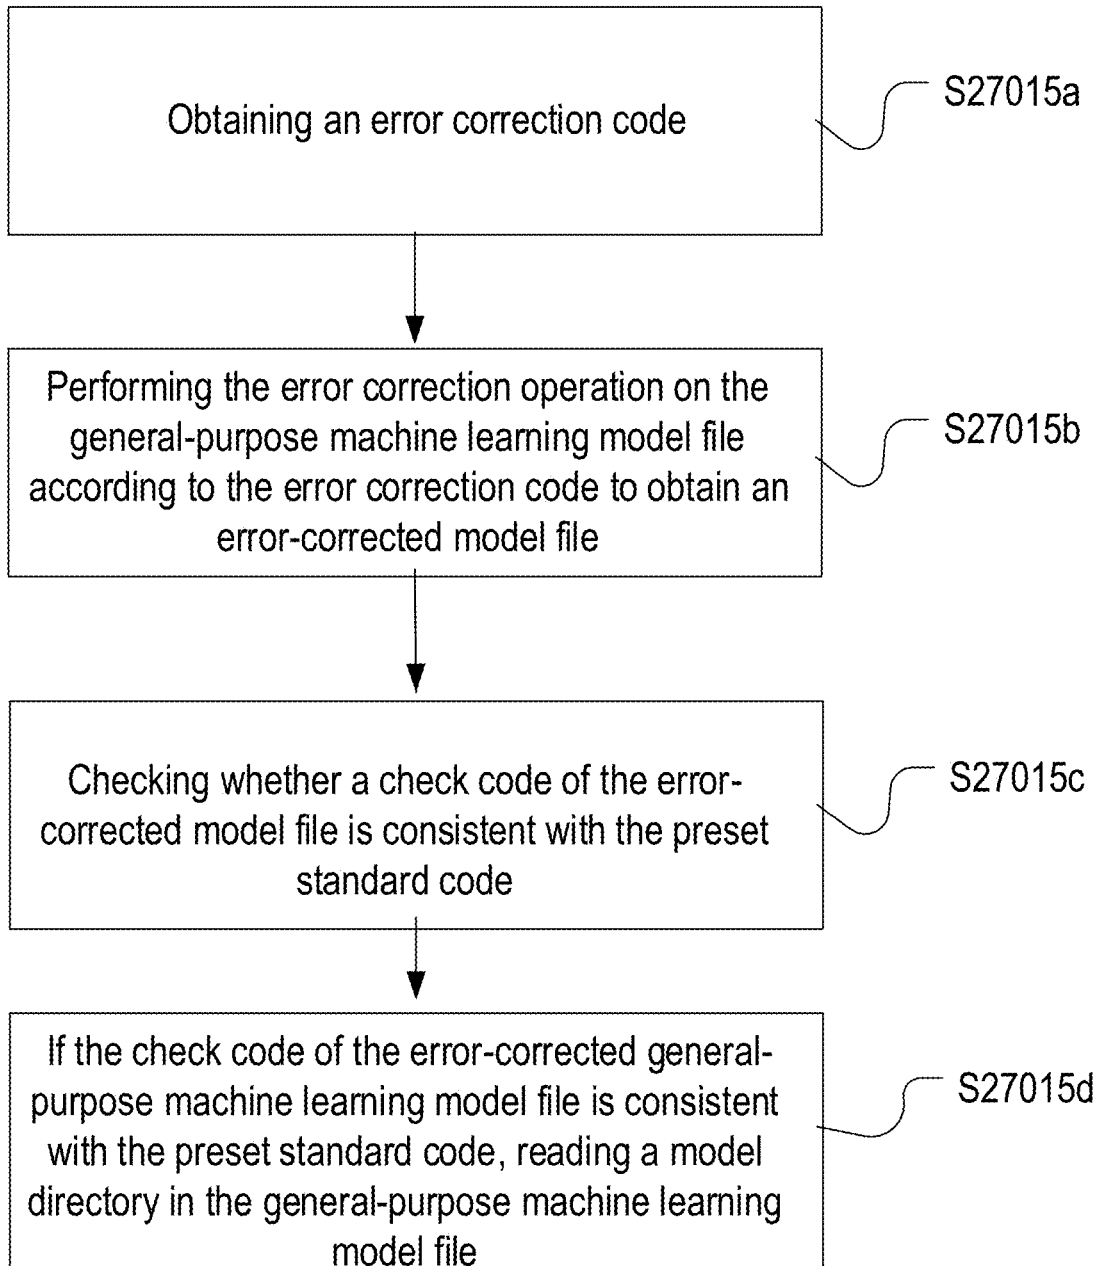 Obtaining an error correction code
S27015a
Performing the error correction operation on the
general-purpose machine learning model file
according to the error correction code to obtain an
error-corrected model file
S27015b
Checking whether a check code of the error-
corrected model file is consistent with the preset
standard code
S27015c
If the check code of the error-corrected general-
purpose machine learning model file is consistent
with the preset standard code, reading a model
directory in the general-purpose machine learning
model file
S27015d